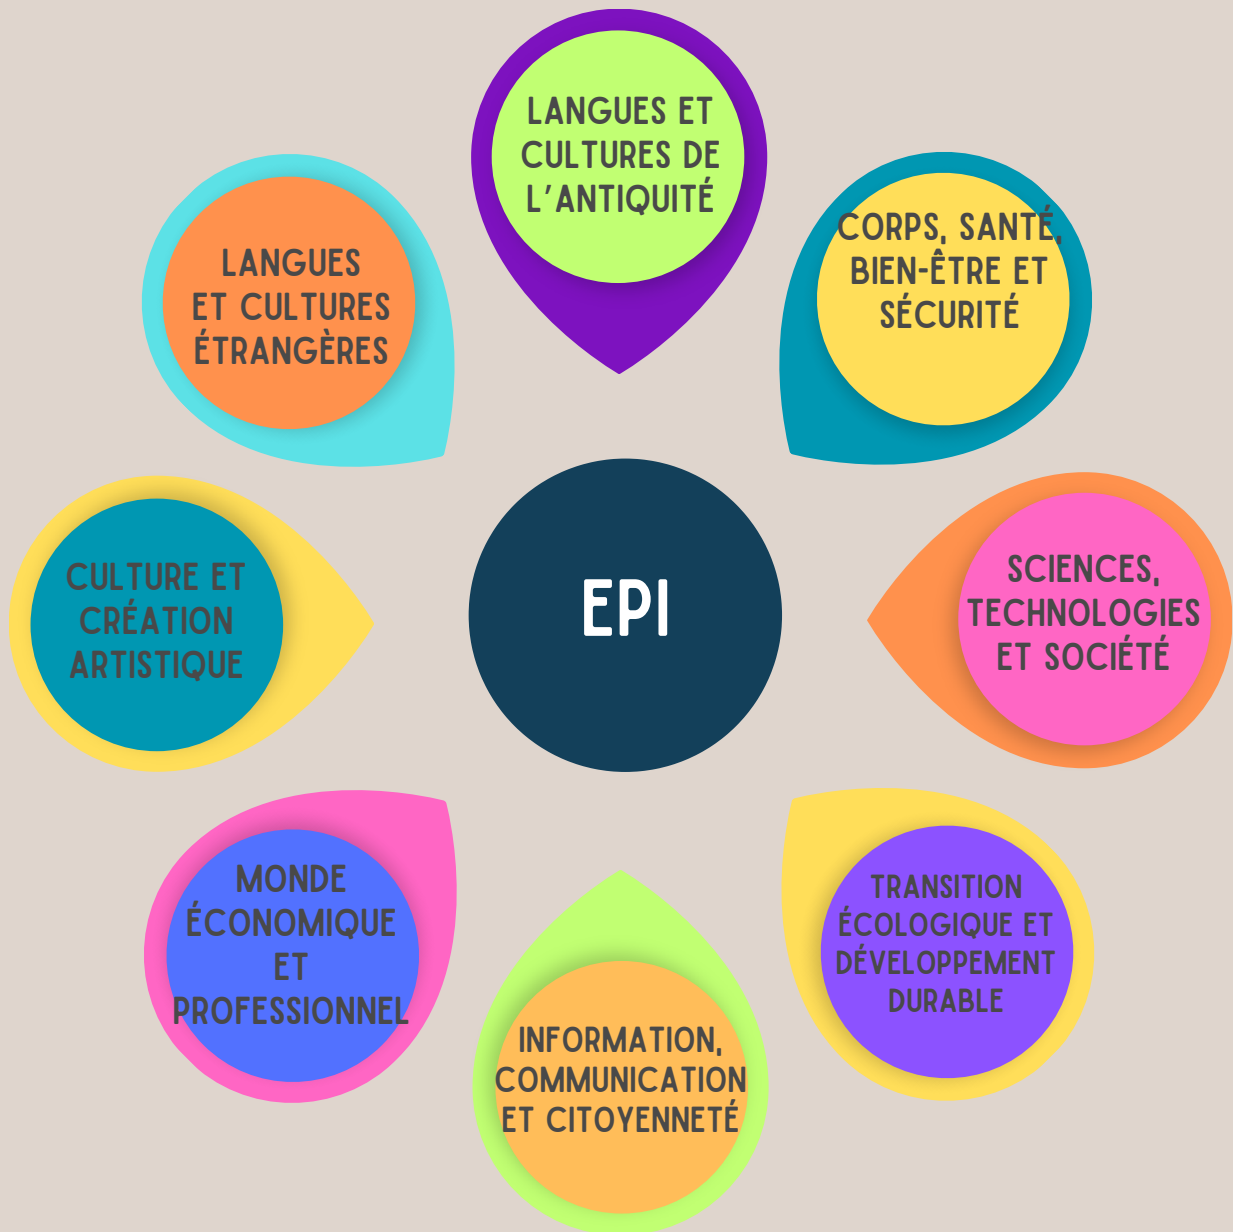 LANGUES ET
CULTURES DE
L'ANTIQUITÉ
CORPS, SANTÉ,
BIEN-ÊTRE ET
SÉCURITÉ
SCIENCES,
TECHNOLOGIES
ET SOCIÉTÉ
TRANSITION
ÉCOLOGIQUE ET
DÉVELOPPEMENT
DURABLE
INFORMATION,
COMMUNICATION
ET CITOYENNETÉ
MONDE
ÉCONOMIQUE
ET
PROFESSIONNEL
CULTURE ET
CRÉATION
ARTISTIQUE
LANGUES
ET CULTURES
ÉTRANGÈRES
EPI